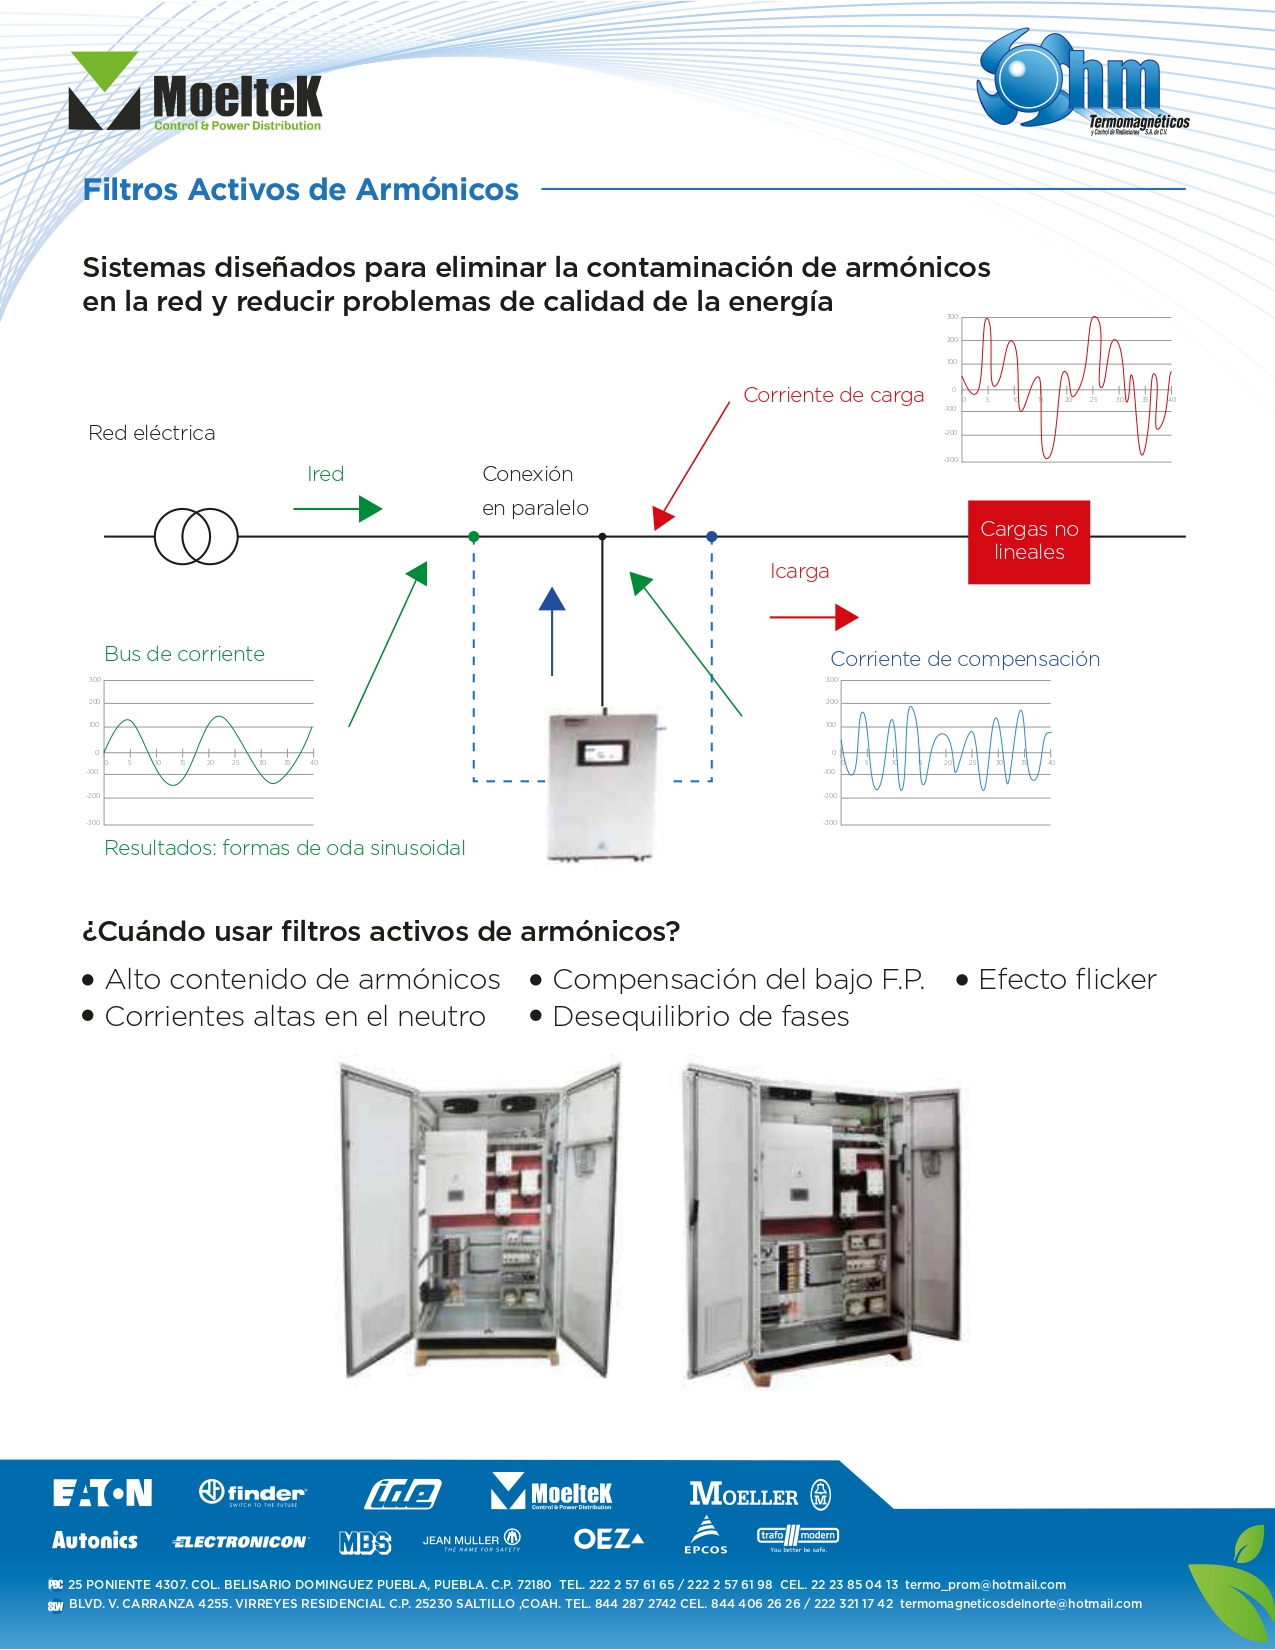 MoelteK
Control & Power Distribution
Ohm
Termomagnéticos
y Control de Radiaciones S.A. de C.V.
Filtros Activos de Armónicos
Sistemas diseñados para eliminar la contaminación de armónicos
en la red y reducir problemas de calidad de la energía
300
200
100
0
-100
-200
-300
0 5 10 15 20 25 30 35 40
Corriente de carga
Red eléctrica
Ired
Conexión
en paralelo
Cargas no
lineales
Icarga
Bus de corriente
300
200
100
0
-100
-200
-300
0 5 10 15 20 25 30 35 40
Resultados: formas de oda sinusoidal
Corriente de compensación
300
200
100
0
-100
-200
-300
0 5 10 15 20 25 30 35 40
¿Cuándo usar filtros activos de armónicos?
• Alto contenido de armónicos • Compensación del bajo F.P. • Efecto flicker
• Corrientes altas en el neutro • Desequilibrio de fases
EATON
finder
SWITCH TO THE FUTURE
ide
MoelteK
Control & Power Distribution
MOELLER
M
Autonics
ELECTRONICON
MBS
JEAN MULLER
THE NAME FOR SAFETY
OEZ
EPCOS
trafo modern
You better be safe.
PBC 25 PONIENTE 4307. COL. BELISARIO DOMINGUEZ PUEBLA, PUEBLA. C.P. 72180 TEL. 222 2 57 61 65 / 222 2 57 61 98 CEL. 22 23 85 04 13 termo_prom@hotmail.com
BLVD. V. CARRANZA 4255. VIRREYES RESIDENCIAL C.P. 25230 SALTILLO ,COAH. TEL. 844 287 2742 CEL. 844 406 26 26 / 222 321 17 42 termomagneticosdelnorte@hotmail.com